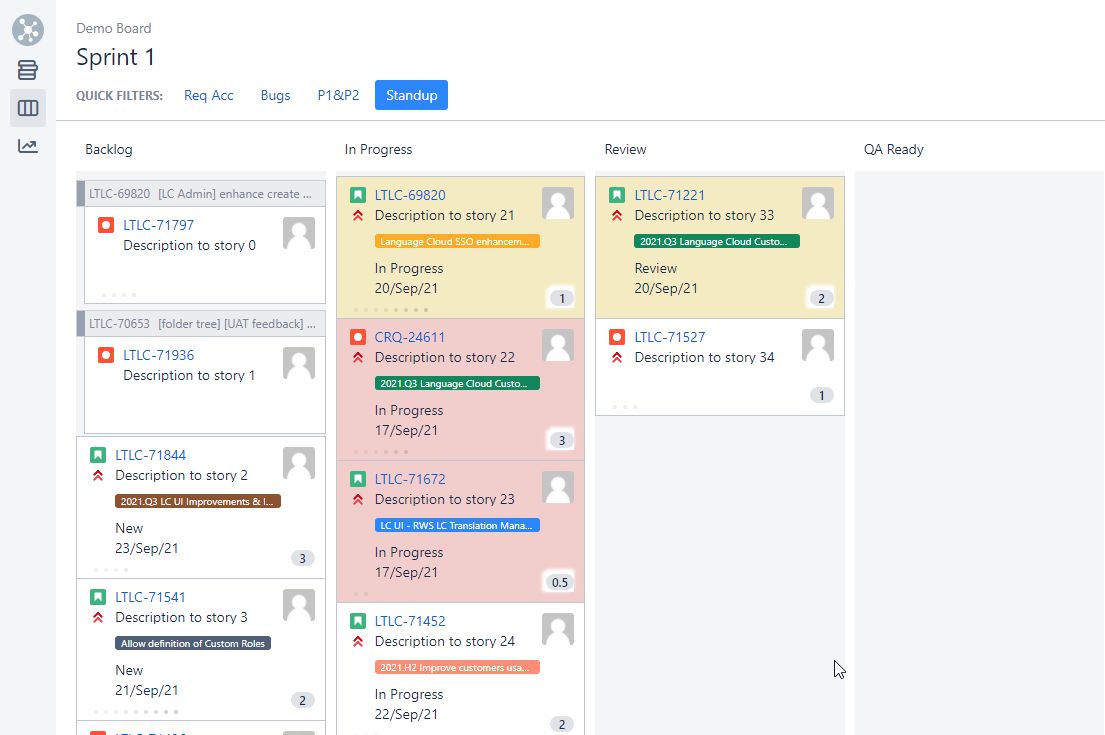 Demo Board
Sprint 1
QUICK FILTERS: Req Acc Bugs P1&P2 Standup
Backlog
LTLC-69820 [LC Admin] enhance create ...
LTLC-71797
Description to story 0
LTLC-70653 [folder tree] [UAT feedback] ...
LTLC-71936
Description to story 1
LTLC-71844
Description to story 2
2021.Q3 LC UI Improvements & I...
New
23/Sep/21
3
LTLC-71541
Description to story 3
Allow definition of Custom Roles
New
21/Sep/21
2
In Progress
LTLC-69820
Description to story 21
Language Cloud SSO enhancem...
In Progress
20/Sep/21
1
CRQ-24611
Description to story 22
2021.Q3 Language Cloud Custo...
In Progress
17/Sep/21
3
LTLC-71672
Description to story 23
LC UI - RWS LC Translation Mana...
In Progress
17/Sep/21
0.5
LTLC-71452
Description to story 24
2021.H2 Improve customers usa...
In Progress
22/Sep/21
2
Review
LTLC-71221
Description to story 33
2021.Q3 Language Cloud Custo...
Review
20/Sep/21
2
LTLC-71527
Description to story 34
1
QA Ready